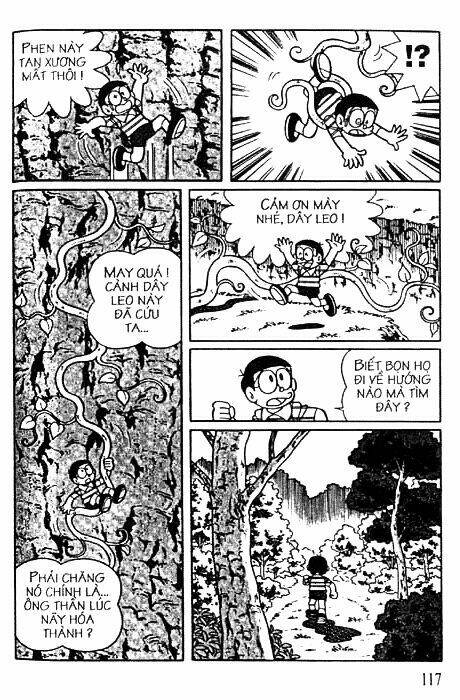 PHEN NÀY
TAN XƯƠNG
MẤT THÔI !
!?
MAY QUÁ !
CÀNH DÂY
LEO NÀY
ĐÃ CỨU
TA...
PHẢI CHĂNG
NÓ CHÍNH LÀ...
ÔNG THẦN LÚC
NÃY HÓA
THÀNH ?
CẢM ƠN MÀY
NHÉ, DÂY LEO !
BIẾT BỌN HỌ
ĐI VỀ HƯỚNG
NÀO MÀ TÌM
ĐÂY ?
117